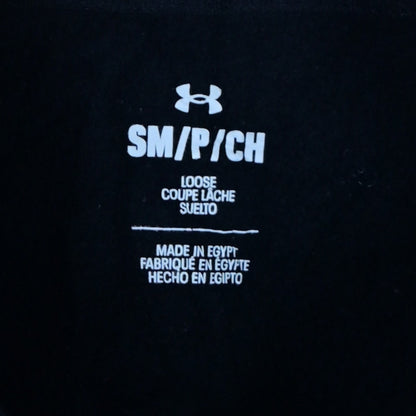 SM/P/CH
LOOSE
COUPE LÂCHE
SUELTO
MADE IN EGYPT
FABRIQUÉ EN ÉGYPTE
HECHO EN EGIPTO